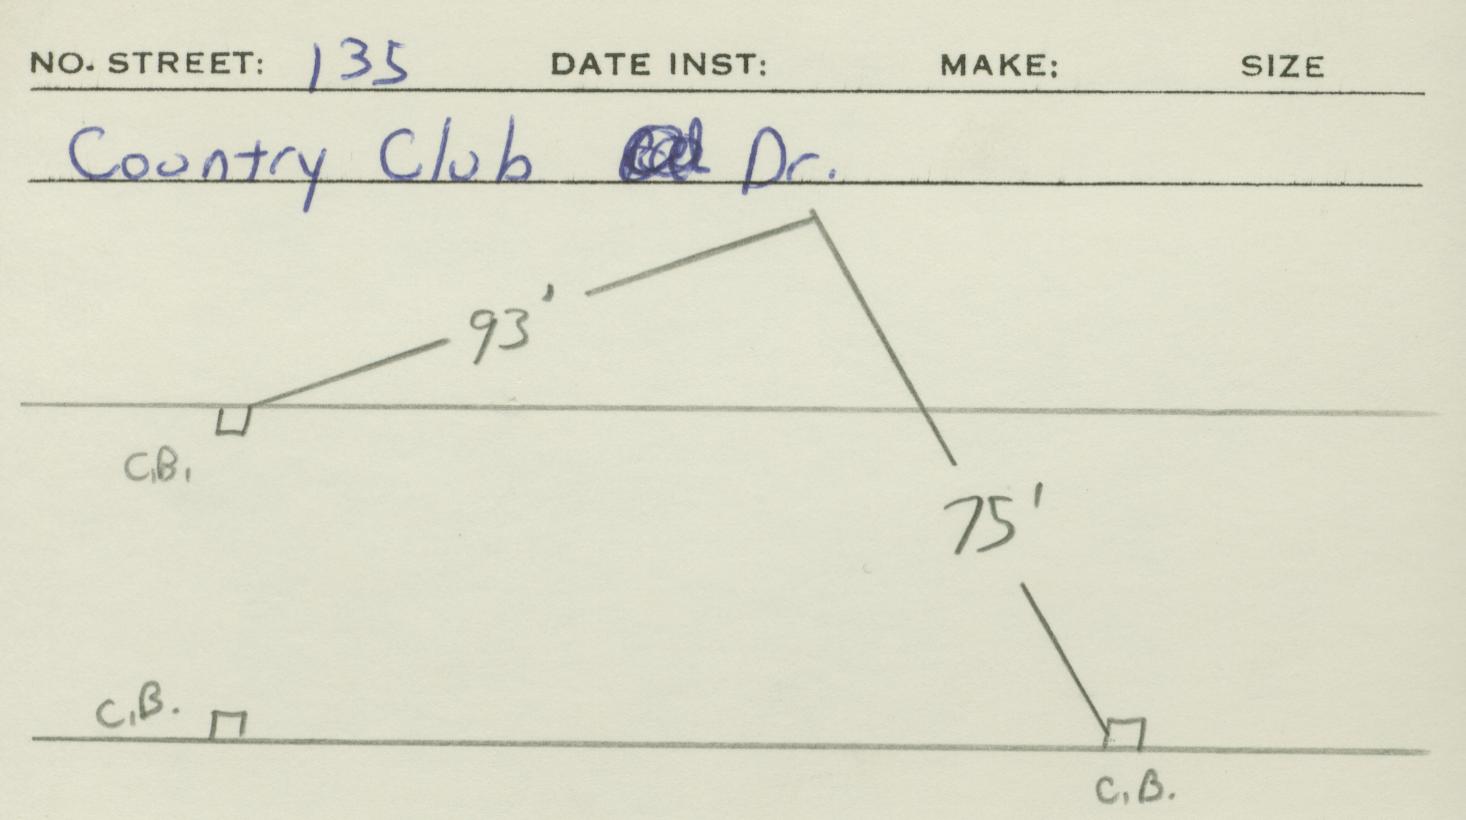 NO. STREET: 135 DATE INST: MAKE: SIZE
Country Club Dr.
93'
C.B.
75'
C.B.
C.B.